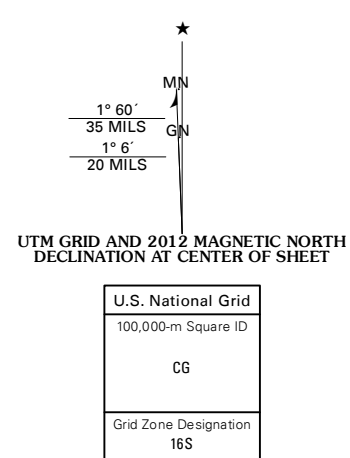 MN
1° 60´
35 MILS
GN
1° 6´
20 MILS
UTM GRID AND 2012 MAGNETIC NORTH
DECLINATION AT CENTER OF SHEET
U.S. National Grid
100,000-m Square ID
CG
Grid Zone Designation
16S